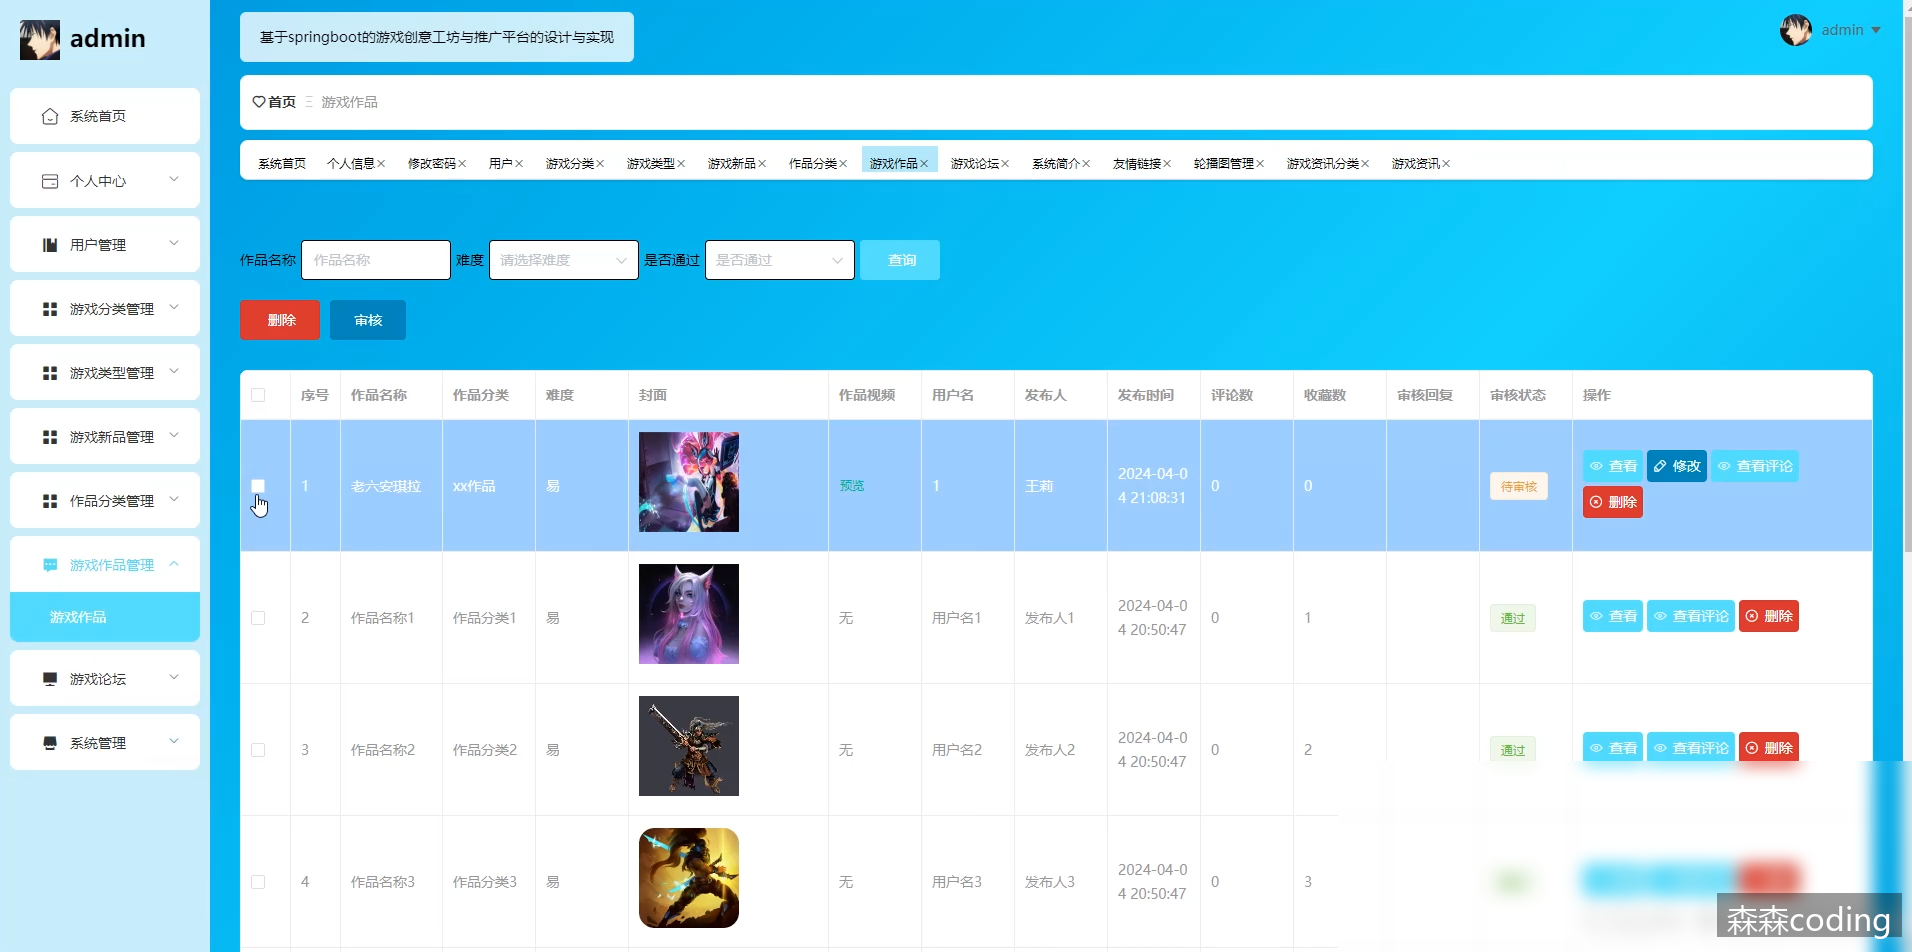 admin
基于springboot的游戏创意工坊与推广平台的设计与实现
admin
首页 游戏作品
系统首页 个人信息× 修改密码× 用户× 游戏分类× 游戏类型× 游戏新品× 作品分类× 游戏作品× 游戏论坛× 系统简介× 友情链接× 轮播图管理× 游戏资讯分类× 游戏资讯×
系统首页
个人中心
用户管理
游戏分类管理
游戏类型管理
游戏新品管理
作品分类管理
游戏作品管理
游戏作品
游戏论坛
系统管理
作品名称 作品名称 难度 请选择难度 是否通过 是否通过 查询
删除 审核
序号 作品名称 作品分类 难度 封面 作品视频 用户名 发布人 发布时间 评论数 收藏数 审核回复 审核状态 操作
1 老六安琪拉 xx作品 易 预览 1 王莉 2024-04-0
4 21:08:31 0 0 待审核 查看 修改 查看评论
删除
2 作品名称1 作品分类1 易 无 用户名1 发布人1 2024-04-0
4 20:50:47 0 1 通过 查看 查看评论 删除
3 作品名称2 作品分类2 易 无 用户名2 发布人2 2024-04-0
4 20:50:47 0 2 通过 查看 查看评论 删除
4 作品名称3 作品分类3 易 无 用户名3 发布人3 2024-04-0
4 20:50:47 0 3
森森coding